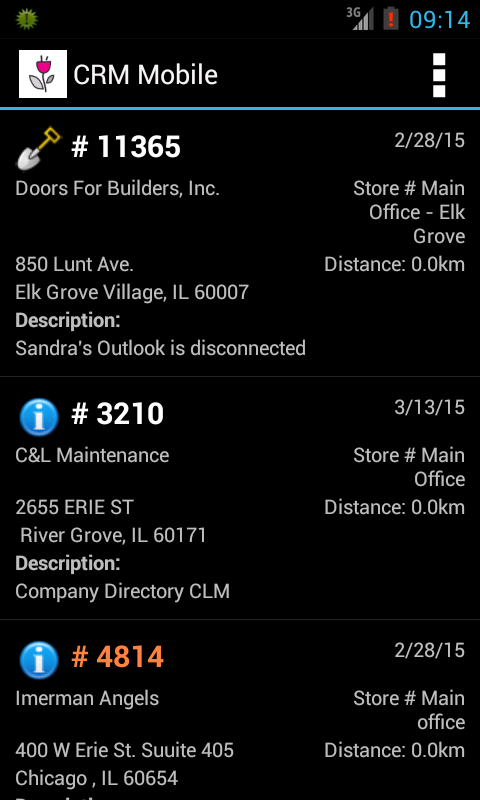 3G 09:14
CRM Mobile
# 11365 2/28/15
Doors For Builders, Inc. Store # Main
Office - Elk
Grove
850 Lunt Ave. Distance: 0.0km
Elk Grove Village, IL 60007
Description:
Sandra's Outlook is disconnected
# 3210 3/13/15
C&L Maintenance Store # Main
Office
2655 ERIE ST Distance: 0.0km
River Grove, IL 60171
Description:
Company Directory CLM
# 4814 2/28/15
Imerman Angels Store # Main
office
400 W Erie St. Suuite 405 Distance: 0.0km
Chicago , IL 60654